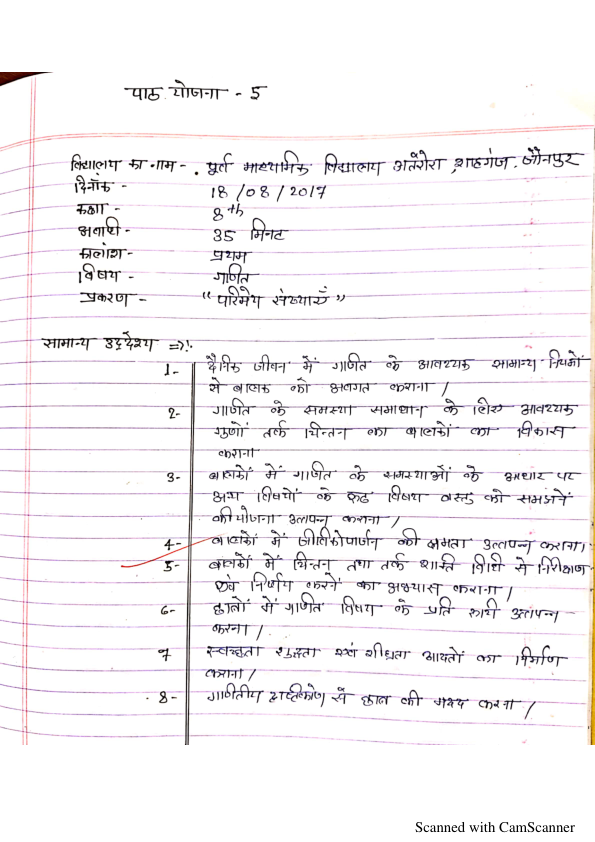 पाठ योजना - 5
विद्यालय का नाम - पूर्व माध्यमिक विद्यालय अतरौरा, शाहगंज, जौनपुर
दिनाँक - 18/08/2017
कक्षा - 8th
अवधि - 35 मिनट
कालांश - प्रथम
विषय - गणित
प्रकरण - "परिमेय संख्याएँ"
सामान्य उद्देश्य ⇒:-
1- दैनिक जीवन में गणित के आवश्यक सामान्य नियमों
से बालक को अवगत कराना /
2- गणित के समस्या समाधान के लिए आवश्यक
गुणों तर्क चिन्तन का बालकों का विकास
कराना
3- बालकों में गणित के समस्याओं के आधार पर
अन्य विषयों के विषय वस्तु को समझने
की योजना उत्पन्न कराना /
4- बालकों में जीविकोपार्जन की क्षमता उत्पन्न कराना।
5- बालकों में चिन्तन तथा तर्क शक्ति विधि से निरीक्षण
एवं निर्णय करने का अभ्यास कराना /
6- छात्रों में गणित विषय के प्रति रूची उत्पन्न
करना /
7 स्वच्छता शुद्धता एवं शीघ्रता आदतों का निर्माण
कराना /
8- गणितीय दृष्टिकोण से छात्र की मदद करना /
Scanned with CamScanner